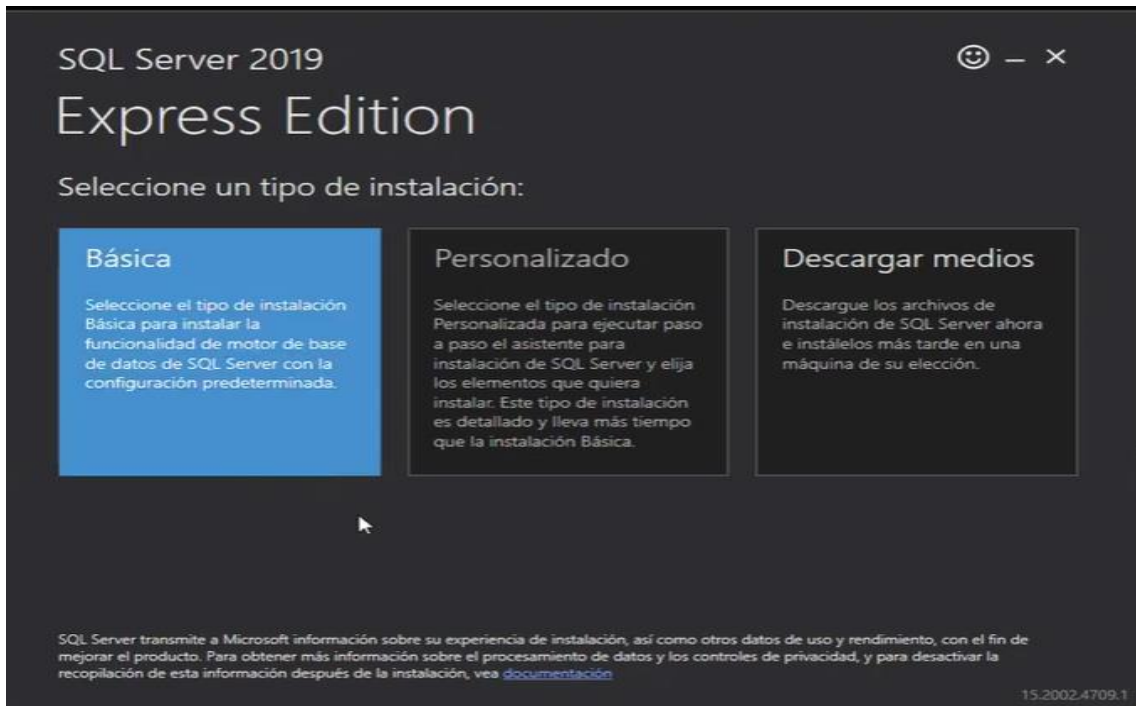 SQL Server 2019
Express Edition
Seleccione un tipo de instalación:
Básica
Seleccione el tipo de instalación
Básica para instalar la
funcionalidad de motor de base
de datos de SQL Server con la
configuración predeterminada.
Personalizado
Seleccione el tipo de instalación
Personalizada para ejecutar paso
a paso el asistente para
instalación de SQL Server y elija
los elementos que quiera
instalar. Este tipo de instalación
es detallado y lleva más tiempo
que la instalación Básica.
Descargar medios
Descargue los archivos de
instalación de SQL Server ahora
e instálelos más tarde en una
máquina de su elección.
SQL Server transmite a Microsoft información sobre su experiencia de instalación, así como otros datos de uso y rendimiento, con el fin de
mejorar el producto. Para obtener más información sobre el procesamiento de datos y los controles de privacidad, y para desactivar la
recopilación de esta información después de la instalación, vea documentación
15.2002.4709.1